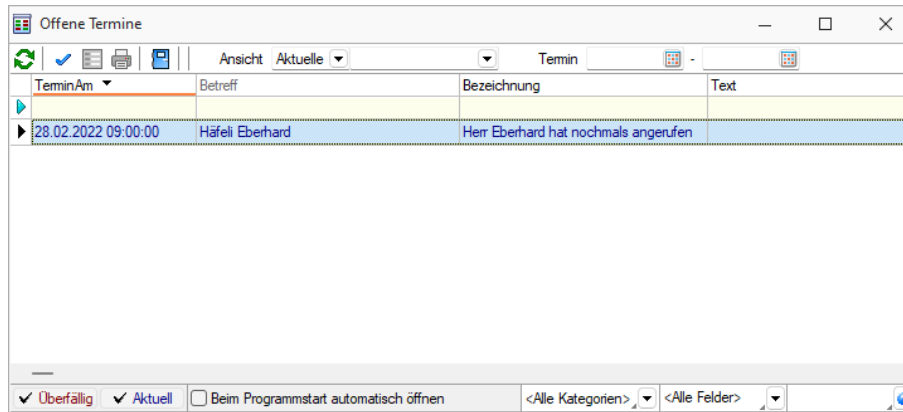 Offene Termine
Ansicht Aktuelle Termin -
TerminAm Betreff Bezeichnung Text
28.02.2022 09:00:00 Häfeli Eberhard Herr Eberhard hat nochmals angerufen
Überfällig Aktuell Beim Programmstart automatisch öffnen <Alle Kategorien> <Alle Felder>